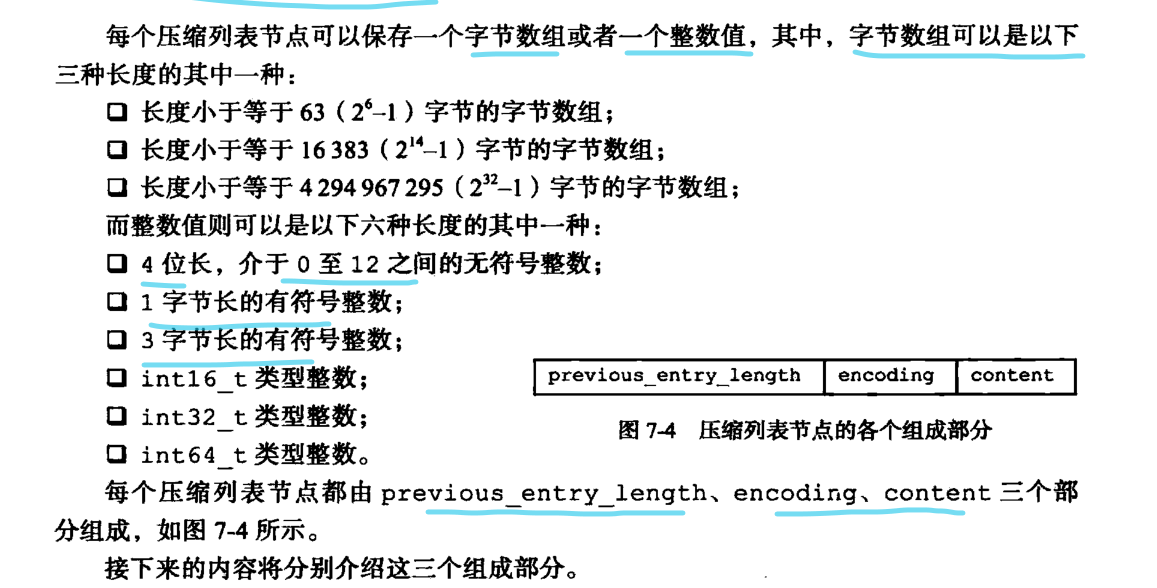 每个压缩列表节点可以保存一个字节数组或者一个整数值，其中，字节数组可以是以下
三种长度的其中一种：
❑ 长度小于等于 63（2⁶–1）字节的字节数组；
❑ 长度小于等于 16 383（2¹⁴–1）字节的字节数组；
❑ 长度小于等于 4 294 967 295（2³²–1）字节的字节数组；
而整数值则可以是以下六种长度的其中一种：
❑ 4 位长，介于 0 至 12 之间的无符号整数；
❑ 1 字节长的有符号整数；
❑ 3 字节长的有符号整数；
❑ int16_t 类型整数；
❑ int32_t 类型整数；
❑ int64_t 类型整数。
previous_entry_length encoding content
图 7-4 压缩列表节点的各个组成部分
每个压缩列表节点都由 previous_entry_length、encoding、content 三个部
分组成，如图 7-4 所示。
接下来的内容将分别介绍这三个组成部分。